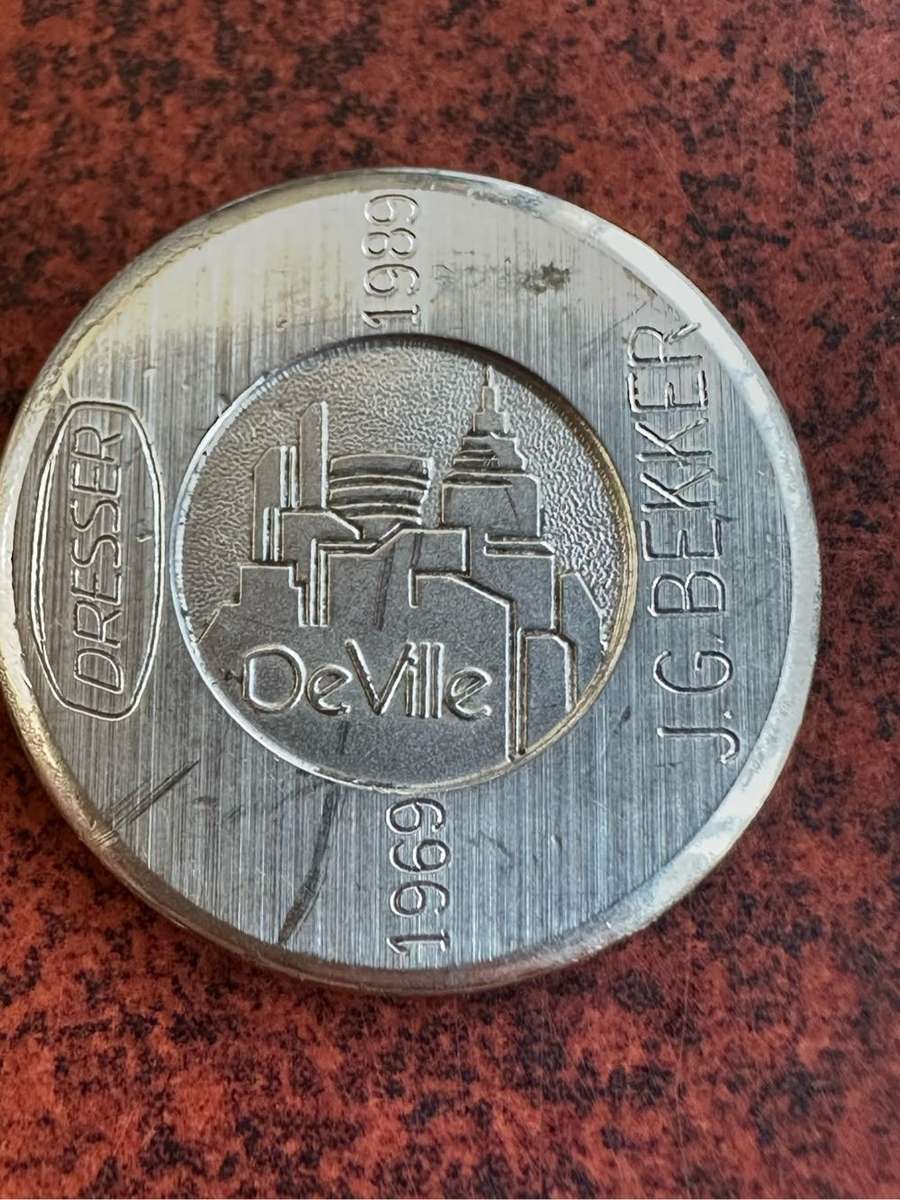 DRESSER
1969
1989
DeVille
J.G. BEKKER